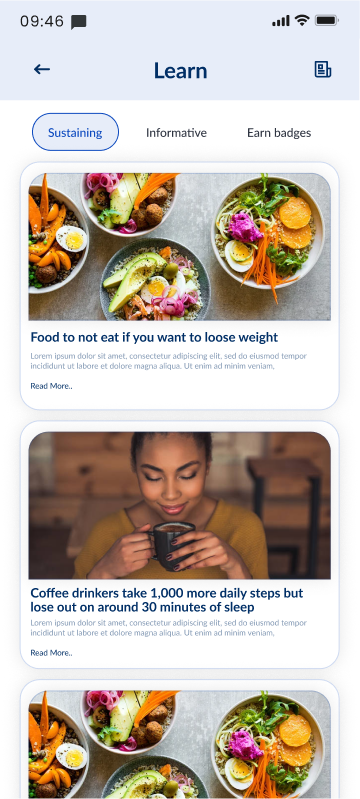 09:46
Learn
Sustaining
Informative
Earn badges
Food to not eat if you want to loose weight
Lorem ipsum dolor sit amet, consectetur adipiscing elit, sed do eiusmod tempor
incididunt ut labore et dolore magna aliqua. Ut enim ad minim veniam,
Read More..
Coffee drinkers take 1,000 more daily steps but
lose out on around 30 minutes of sleep
Lorem ipsum dolor sit amet, consectetur adipiscing elit, sed do eiusmod tempor
incididunt ut labore et dolore magna aliqua. Ut enim ad minim veniam,
Read More..